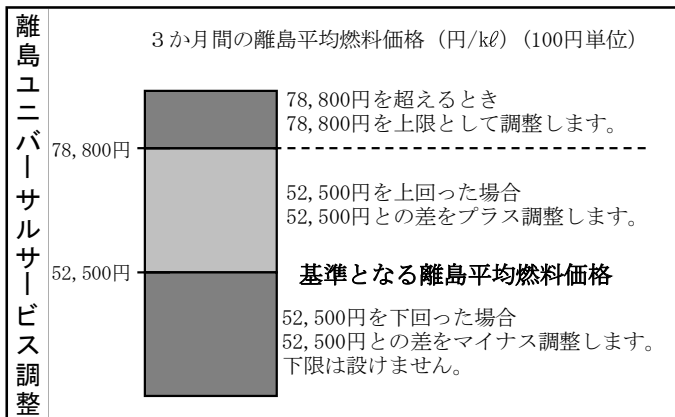 離島ユニバーサルサービス調整
3か月間の離島平均燃料価格（円/kℓ）（100円単位）
78,800円を超えるとき
78,800円を上限として調整します。
78,800円
52,500円を上回った場合
52,500円との差をプラス調整します。
52,500円
基準となる離島平均燃料価格
52,500円を下回った場合
52,500円との差をマイナス調整します。
下限は設けません。